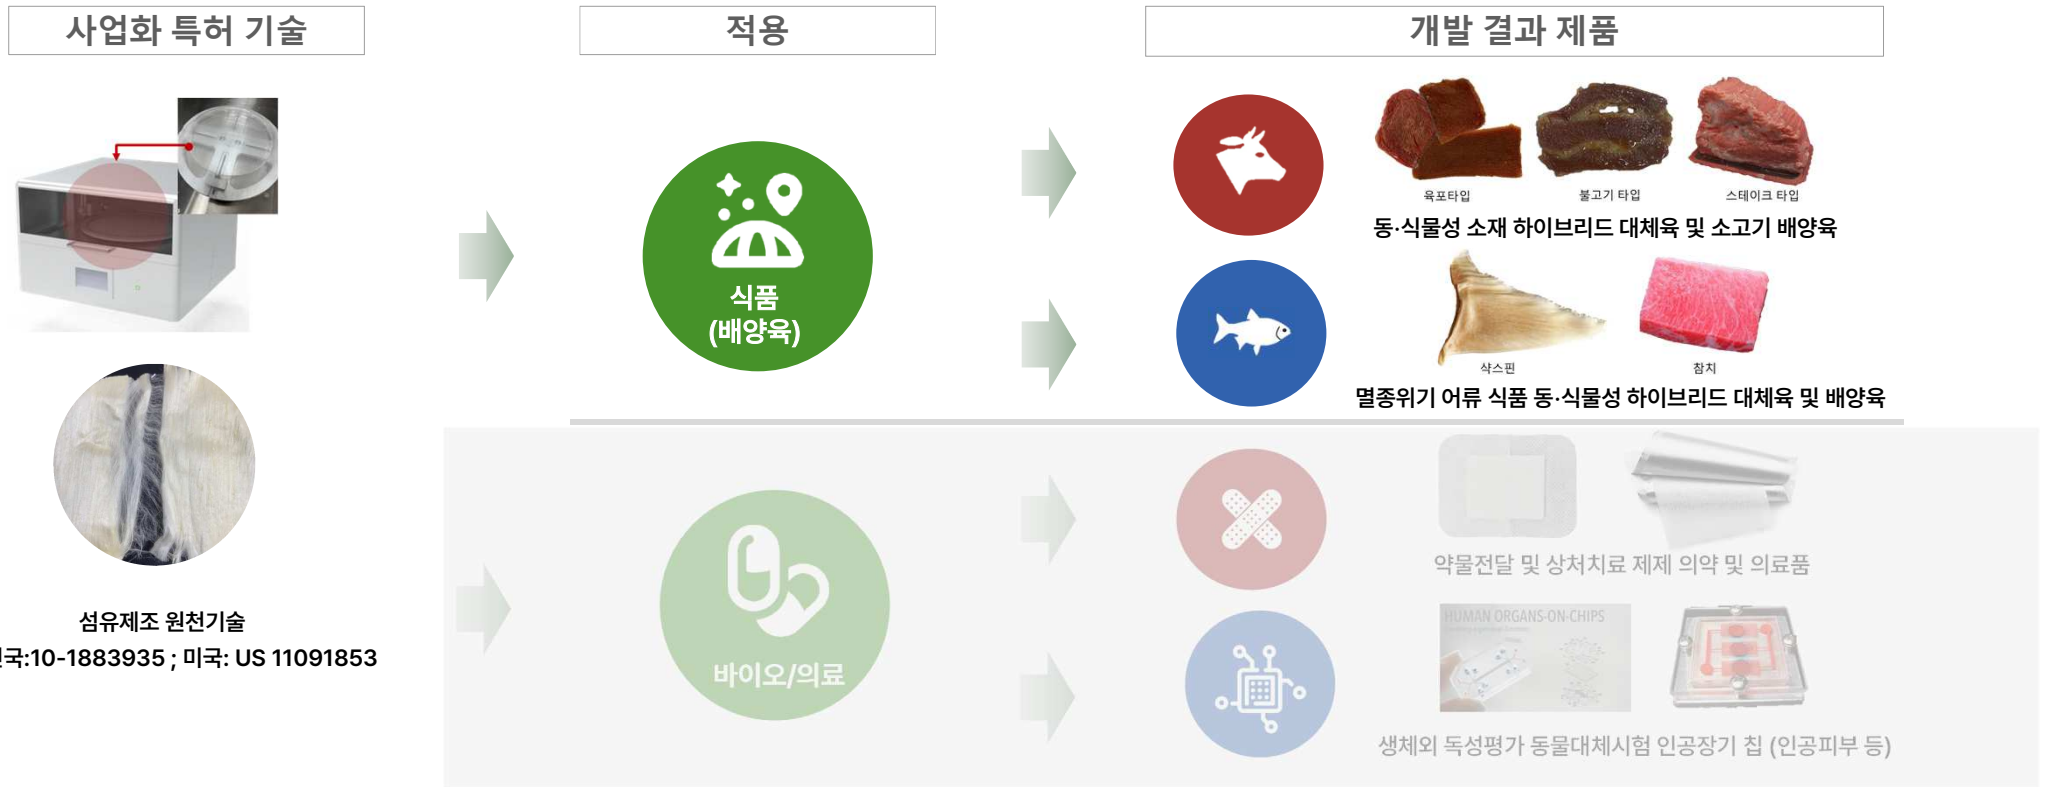 사업화 특허 기술
적용
개발 결과 제품
육포타입
불고기 타입
스테이크 타입
동·식물성 소재 하이브리드 대체육 및 소고기 배양육
식품
(배양육)
샥스핀
참치
멸종위기 어류 식품 동·식물성 하이브리드 대체육 및 배양육
섬유제조 원천기술
국:10-1883935 ; 미국: US 11091853
바이오/의료
약물전달 및 상처치료 제제 의약 및 의료품
HUMAN ORGANS-ON-CHIPS
생체외 독성평가 동물대체시험 인공장기 칩 (인공피부 등)